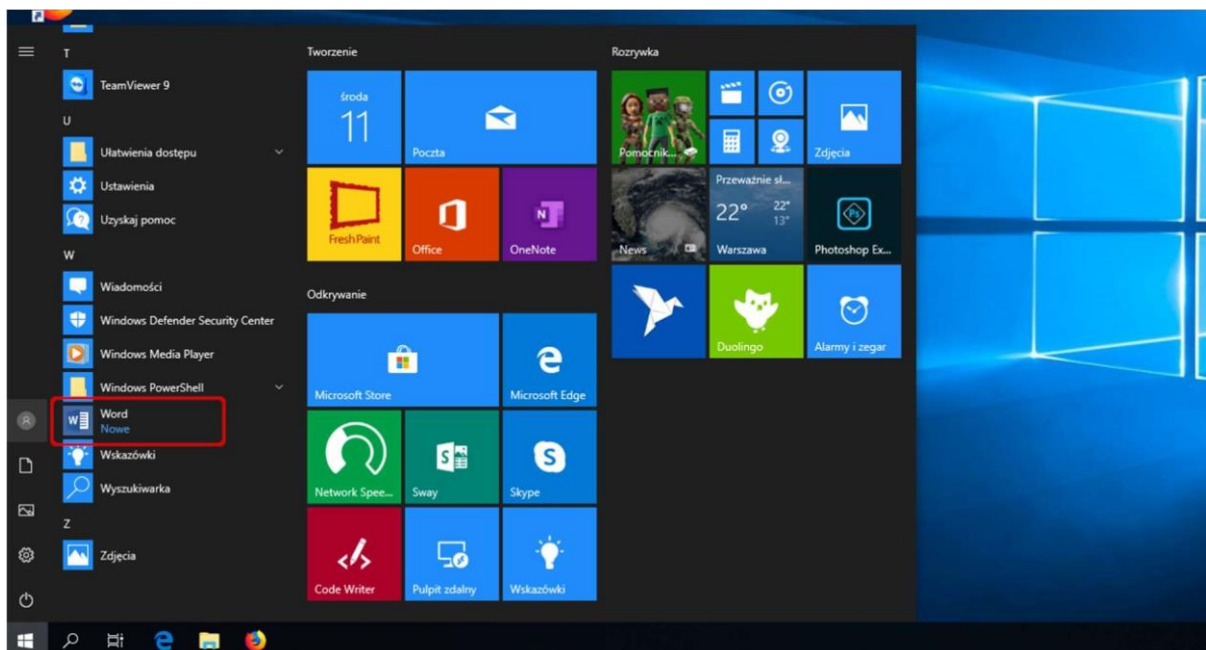 T
TeamViewer 9
U
Ułatwienia dostępu
Ustawienia
Uzyskaj pomoc
W
Wiadomości
Windows Defender Security Center
Windows Media Player
Windows PowerShell
W
Word
Nowe
Wskazówki
Wyszukiwarka
Z
Zdjęcia
Tworzenie
środa
11
Poczta
Fresh Paint
Office
N
OneNote
Odkrywanie
Microsoft Store
Microsoft Edge
Network Spee...
S
Sway
S
Skype
Code Writer
Pulpit zdalny
Wskazówki
Rozrywka
Pomocnik...
Zdjęcia
News
Przeważnie sł...
22° 22°
13°
Warszawa
Ps
Photoshop Ex...
Duolingo
Alarmy i zegar